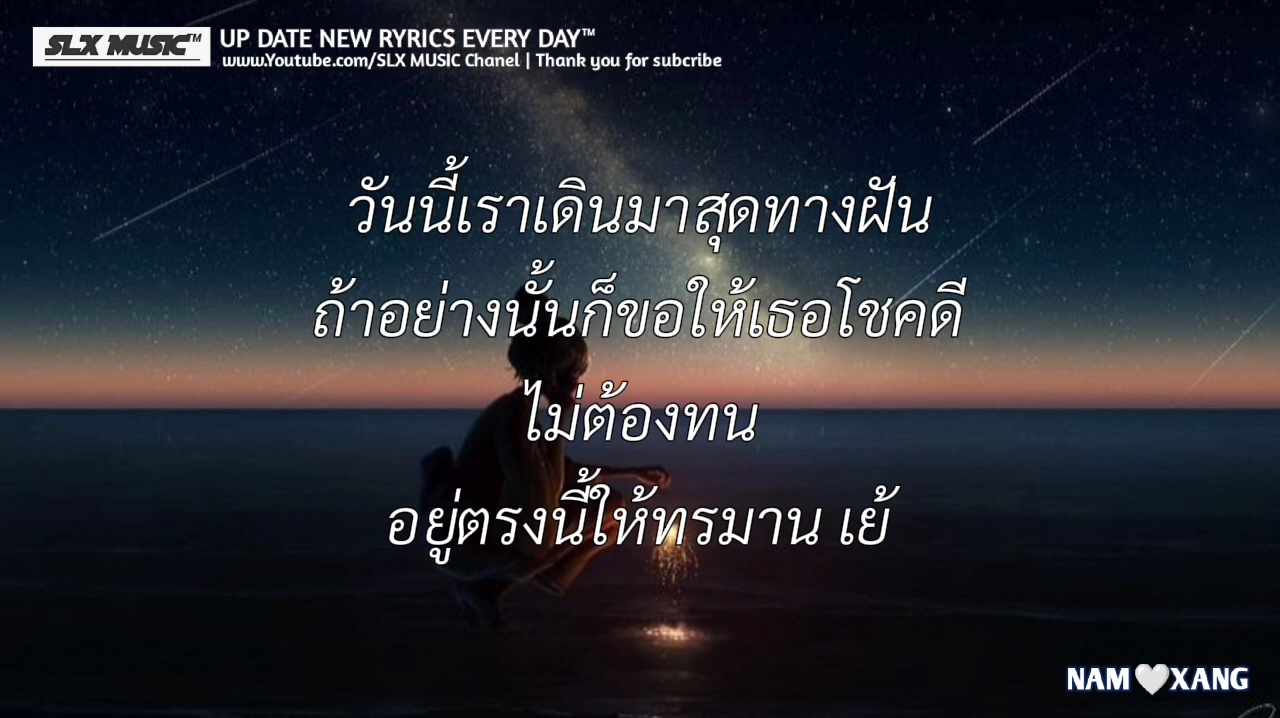 SLX MUSIC™
UP DATE NEW RYRICS EVERY DAY™
www.Youtube.com/SLX MUSIC Chanel | Thank you for subcribe
วันนี้เราเดินมาสุดทางฝัน
ถ้าอย่างนั้นก็ขอให้เธอโชคดี
ไม่ต้องทน
อยู่ตรงนี้ให้ทรมาน เย้
NAM🤍XANG